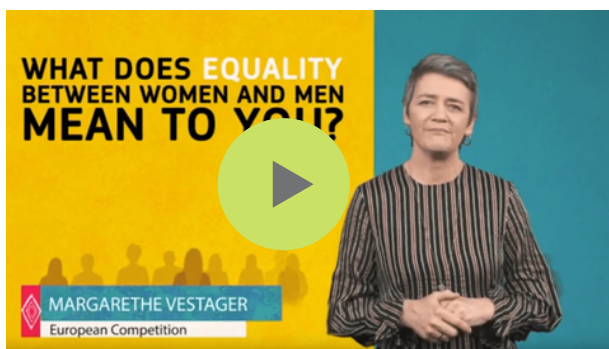 WHAT DOES EQUALITY
BETWEEN WOMEN AND MEN
MEAN TO YOU?
MARGARETHE VESTAGER
European Competition